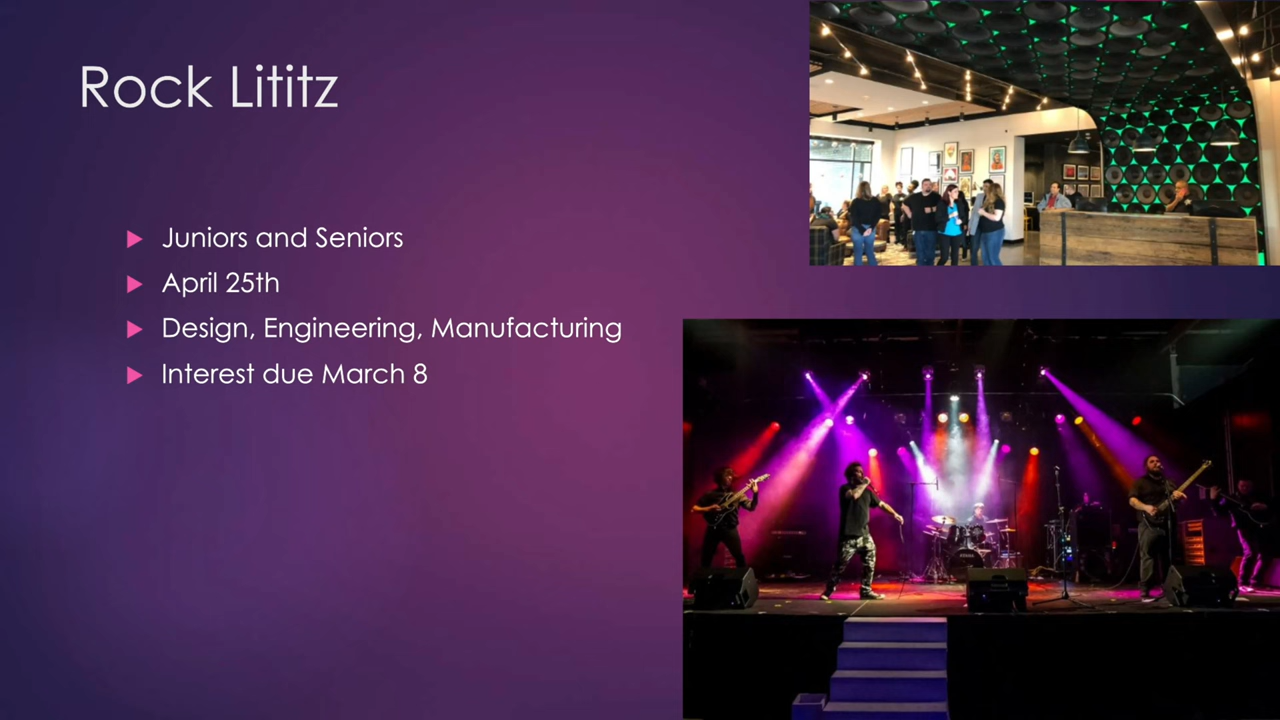 Rock Lititz
Juniors and Seniors
April 25th
Design, Engineering, Manufacturing
Interest due March 8